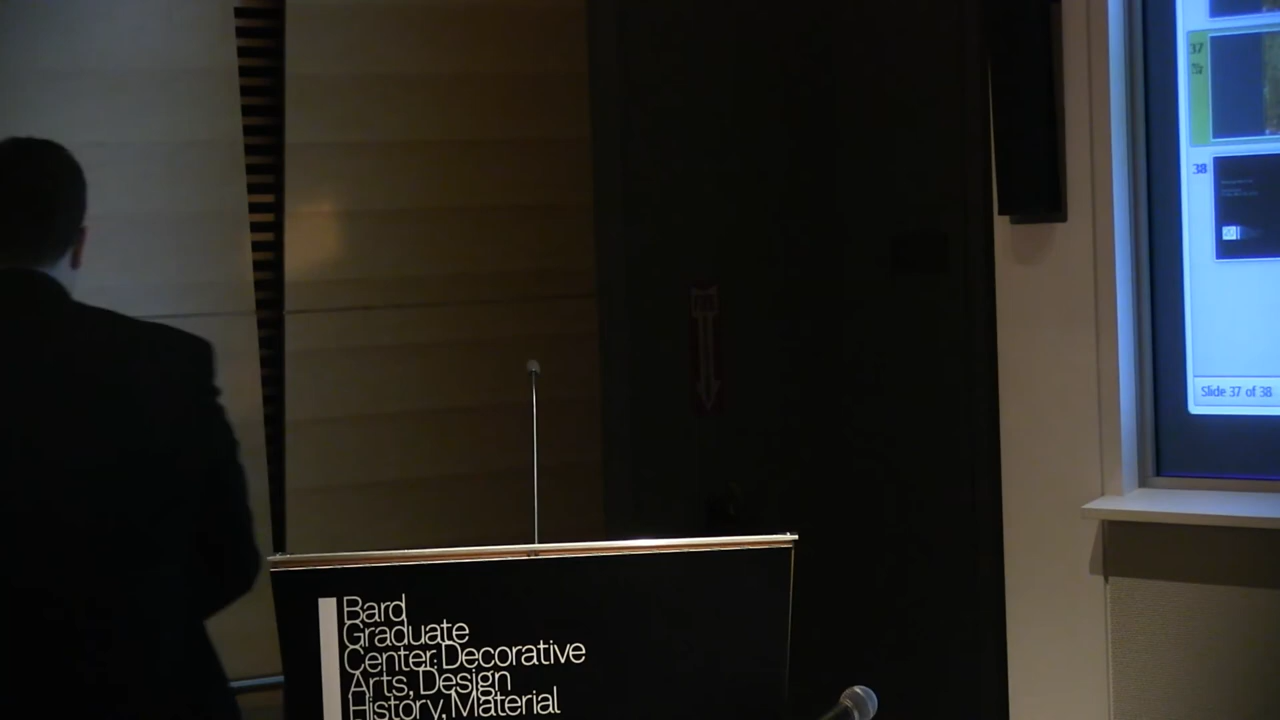 37
38
Slide 37 of 38
Bard
Graduate
Center: Decorative
Arts, Design
History, Material